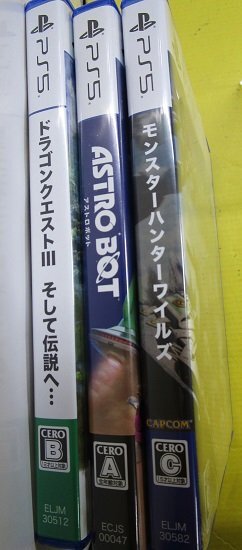 PS5
ドラゴンクエストIII そして伝説へ…
CERO
B
ELJM
30512
PS5
ASTRO BOT
アストロボット
CERO
A
ECJS
00047
PS5
モンスターハンターワイルズ
CAPCOM
CERO
C
ELJM
30582